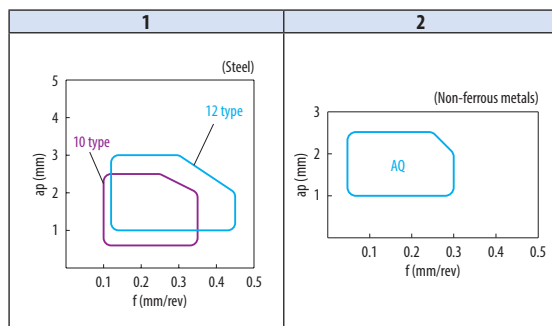 1
2
(Steel)
5
4
3
2
1
ap (mm)
10 type
12 type
0.1 0.2 0.3 0.4 0.5
f (mm/rev)
(Non-ferrous metals)
3
2
1
ap (mm)
AQ
0.1 0.2 0.3 0.4 0.5
f (mm/rev)